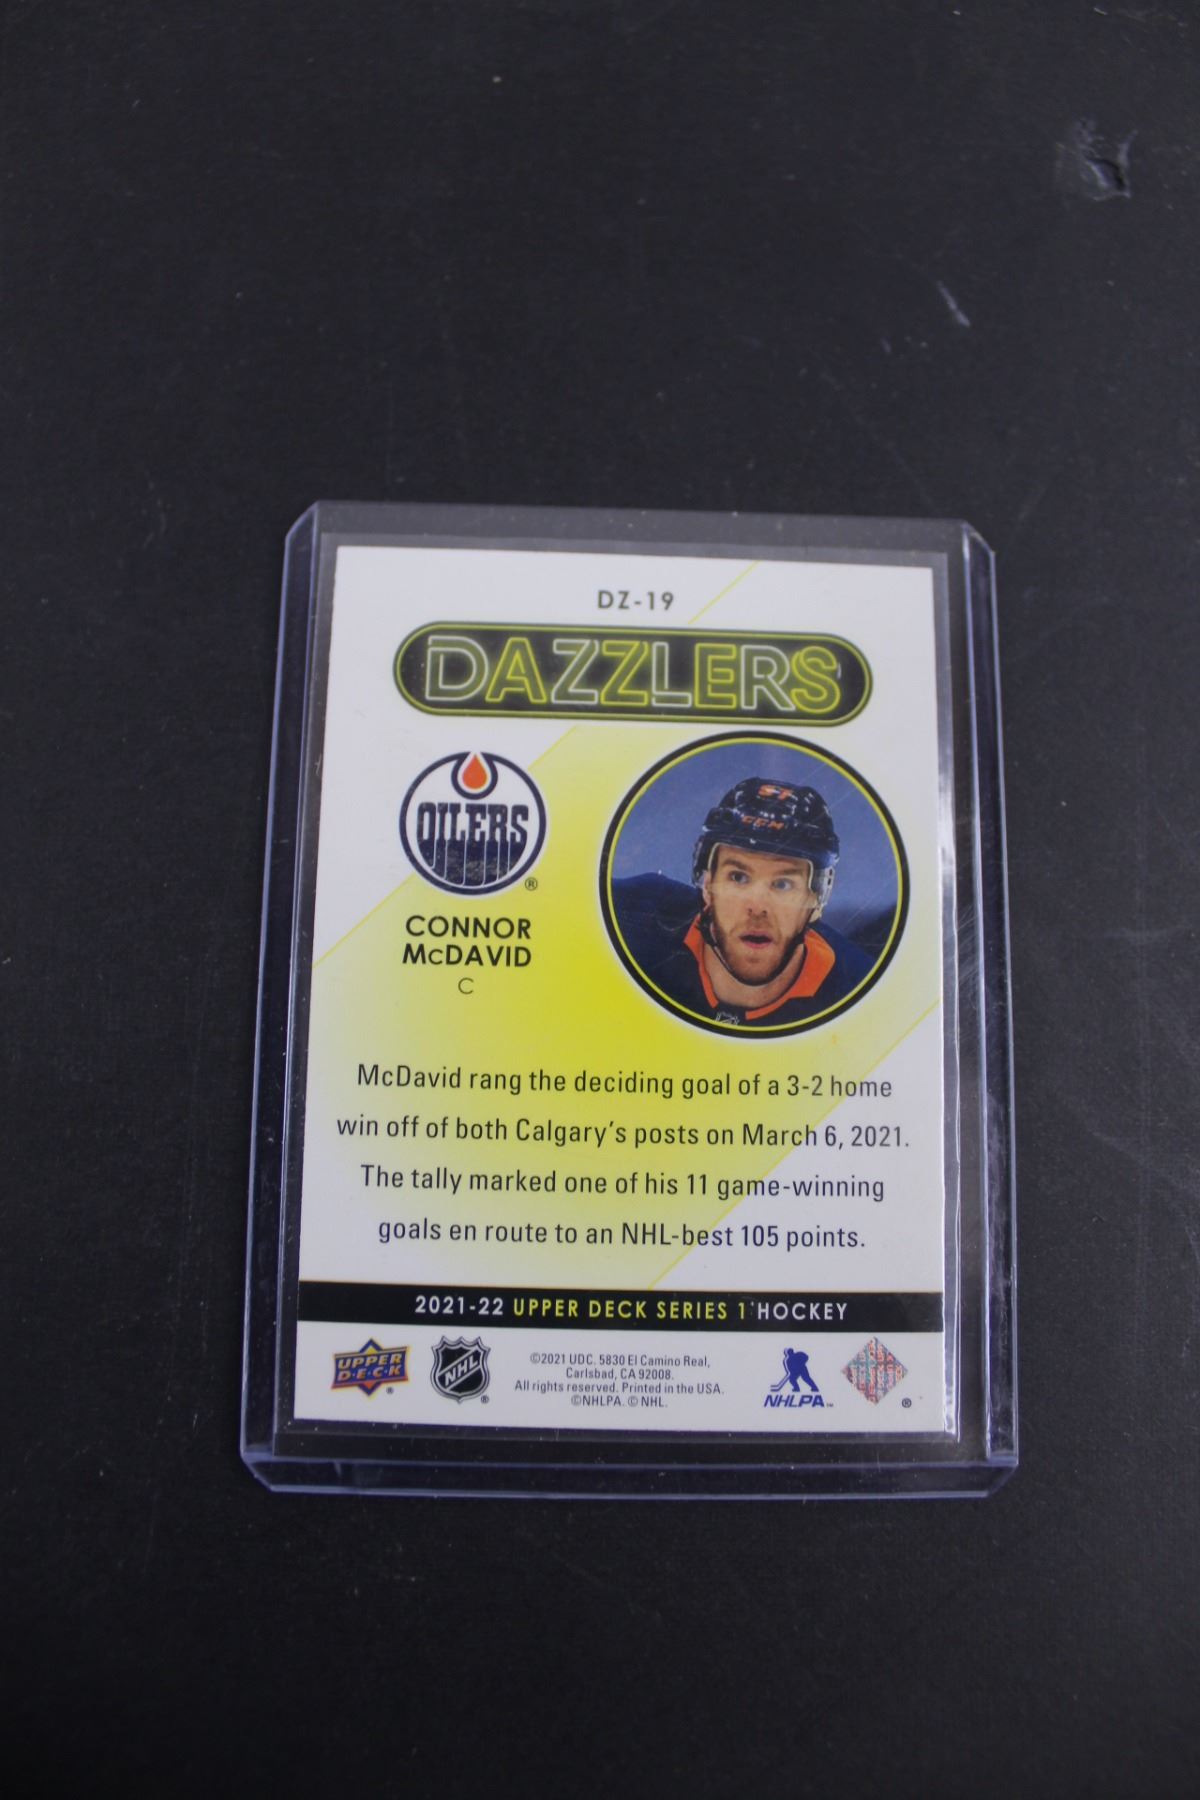 DZ-19
DAZZLERS
97
CCM
OILERS
®
CONNOR
McDAVID
C
McDavid rang the deciding goal of a 3-2 home
win off of both Calgary's posts on March 6, 2021.
The tally marked one of his 11 game-winning
goals en route to an NHL-best 105 points.
2021-22 UPPER DECK SERIES 1 HOCKEY
UPPER
D·E·C·K
®
NHL
®
©2021 UDC. 5830 El Camino Real,
Carlsbad, CA 92008.
All rights reserved. Printed in the USA.
©NHLPA. © NHL.
NHLPA™
®